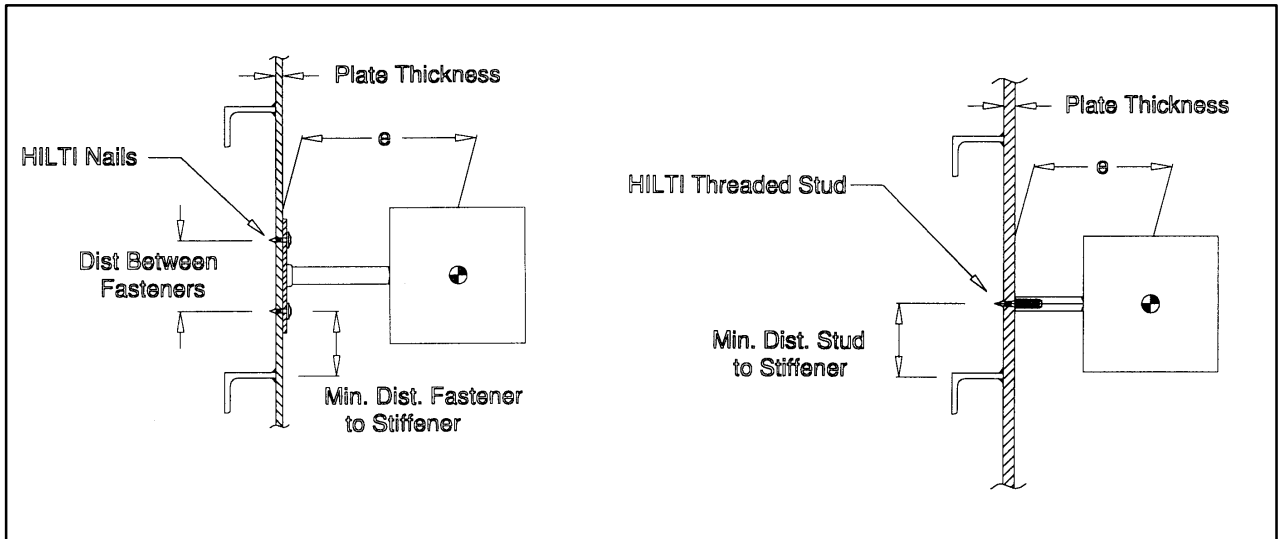 Plate Thickness
e
HILTI Nails
Dist Between
Fasteners
Min. Dist. Fastener
to Stiffener
Plate Thickness
e
HILTI Threaded Stud
Min. Dist. Stud
to Stiffener